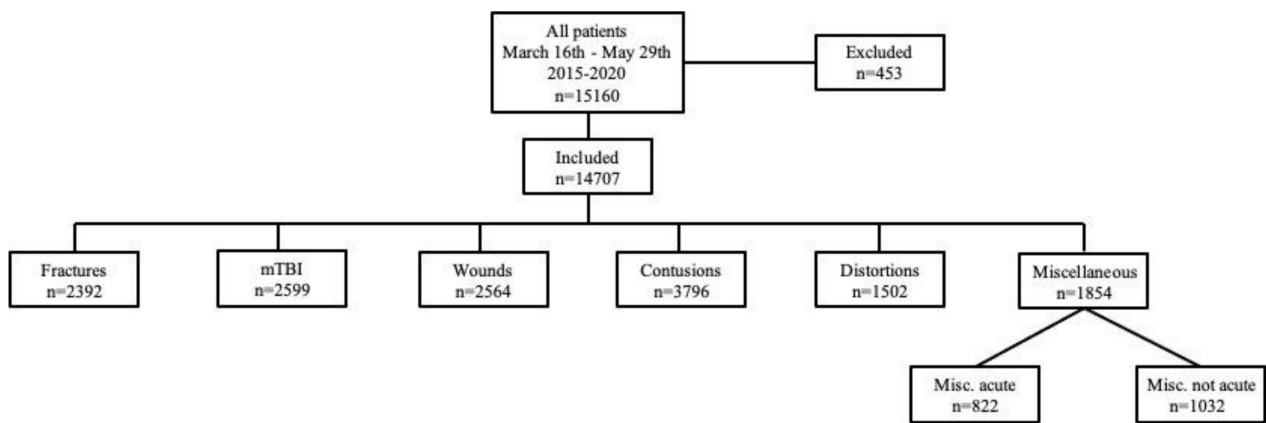 All patients
March 16th - May 29th
2015-2020
n=15160
Excluded
n=453
Included
n=14707
Fractures
n=2392
mTBI
n=2599
Wounds
n=2564
Contusions
n=3796
Distortions
n=1502
Miscellaneous
n=1854
Misc. acute
n=822
Misc. not acute
n=1032